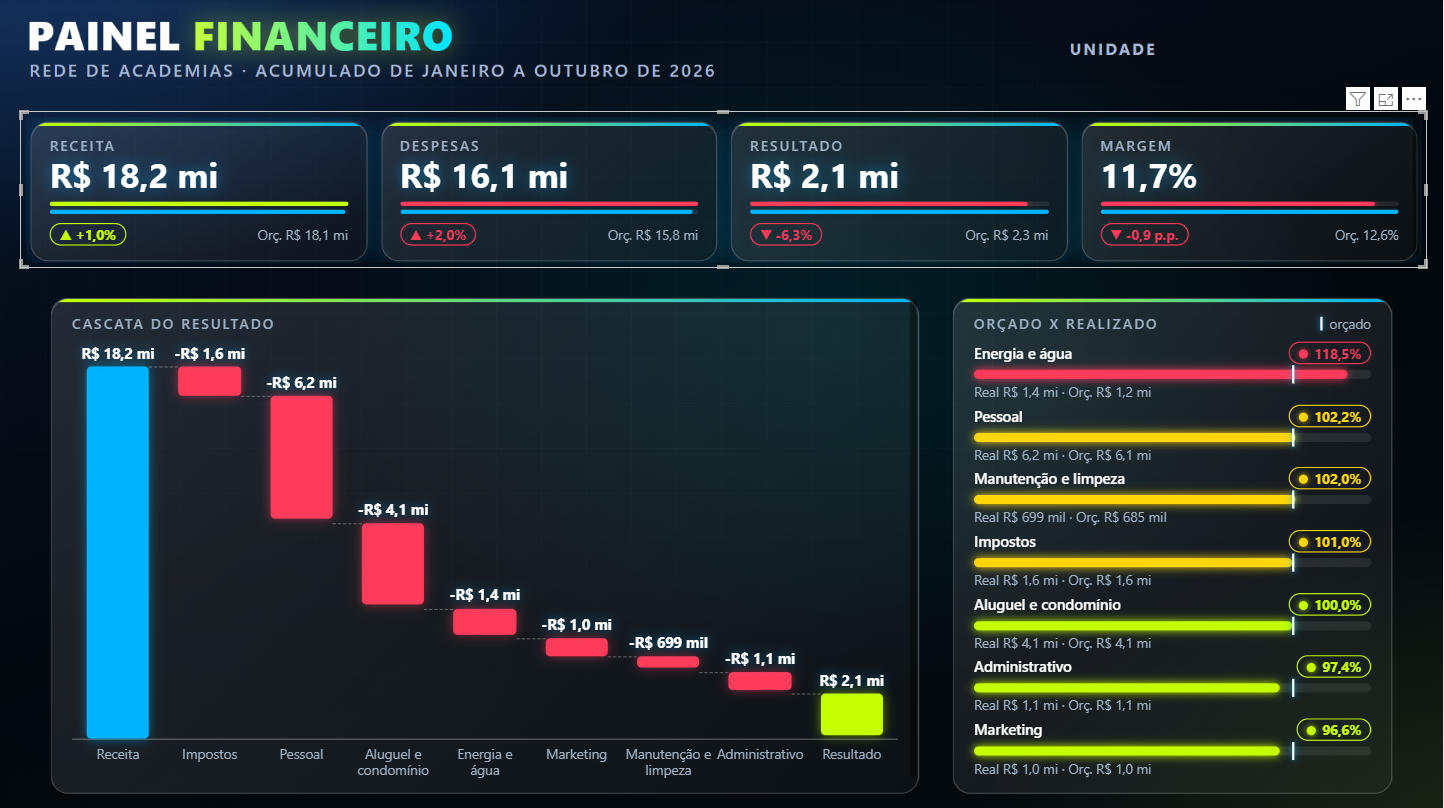 PAINEL FINANCEIRO
REDE DE ACADEMIAS · ACUMULADO DE JANEIRO A OUTUBRO DE 2026
UNIDADE
RECEITA
R$ 18,2 mi
▲ +1,0%
Orç. R$ 18,1 mi
DESPESAS
R$ 16,1 mi
▲ +2,0%
Orç. R$ 15,8 mi
RESULTADO
R$ 2,1 mi
▼ -6,3%
Orç. R$ 2,3 mi
MARGEM
11,7%
▼ -0,9 p.p.
Orç. 12,6%
CASCATA DO RESULTADO
R$ 18,2 mi
-R$ 1,6 mi
-R$ 6,2 mi
-R$ 4,1 mi
-R$ 1,4 mi
-R$ 1,0 mi
-R$ 699 mil
-R$ 1,1 mi
R$ 2,1 mi
Receita
Impostos
Pessoal
Aluguel e
condomínio
Energia e
água
Marketing
Manutenção e
limpeza
Administrativo
Resultado
ORÇADO X REALIZADO
orçado
Energia e água
118,5%
Real R$ 1,4 mi · Orç. R$ 1,2 mi
Pessoal
102,2%
Real R$ 6,2 mi · Orç. R$ 6,1 mi
Manutenção e limpeza
102,0%
Real R$ 699 mil · Orç. R$ 685 mil
Impostos
101,0%
Real R$ 1,6 mi · Orç. R$ 1,6 mi
Aluguel e condomínio
100,0%
Real R$ 4,1 mi · Orç. R$ 4,1 mi
Administrativo
97,4%
Real R$ 1,1 mi · Orç. R$ 1,1 mi
Marketing
96,6%
Real R$ 1,0 mi · Orç. R$ 1,0 mi